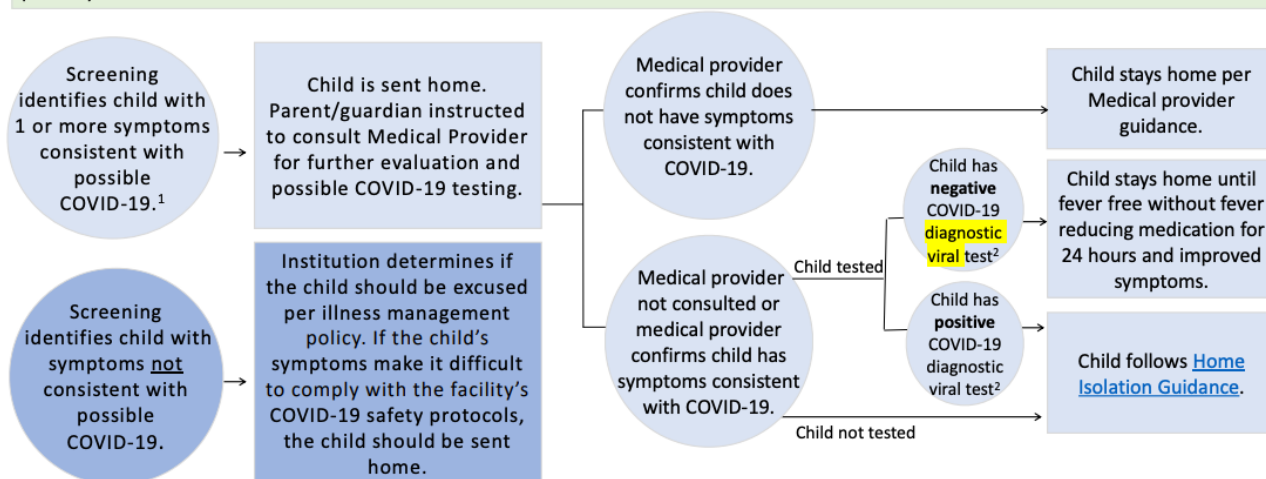 Screening
identifies child with
1 or more symptoms
consistent with
possible
COVID-19.1
Child is sent home.
Parent/guardian instructed
to consult Medical Provider
for further evaluation and
possible COVID-19 testing.
Medical provider
confirms child does
not have symptoms
consistent with
COVID-19.
Child stays home per
Medical provider
guidance.
Screening
identifies child with
symptoms not
consistent with
possible
COVID-19.
Institution determines if
the child should be excused
per illness management
policy. If the child’s
symptoms make it difficult
to comply with the facility’s
COVID-19 safety protocols,
the child should be sent
home.
Medical provider
not consulted or
medical provider
confirms child has
symptoms consistent
with COVID-19.
Child tested
Child has
negative
COVID-19
diagnostic
viral test2
Child stays home until
fever free without fever
reducing medication for
24 hours and improved
symptoms.
Child has
positive
COVID-19
diagnostic
viral test2
Child follows Home
Isolation Guidance.
Child not tested